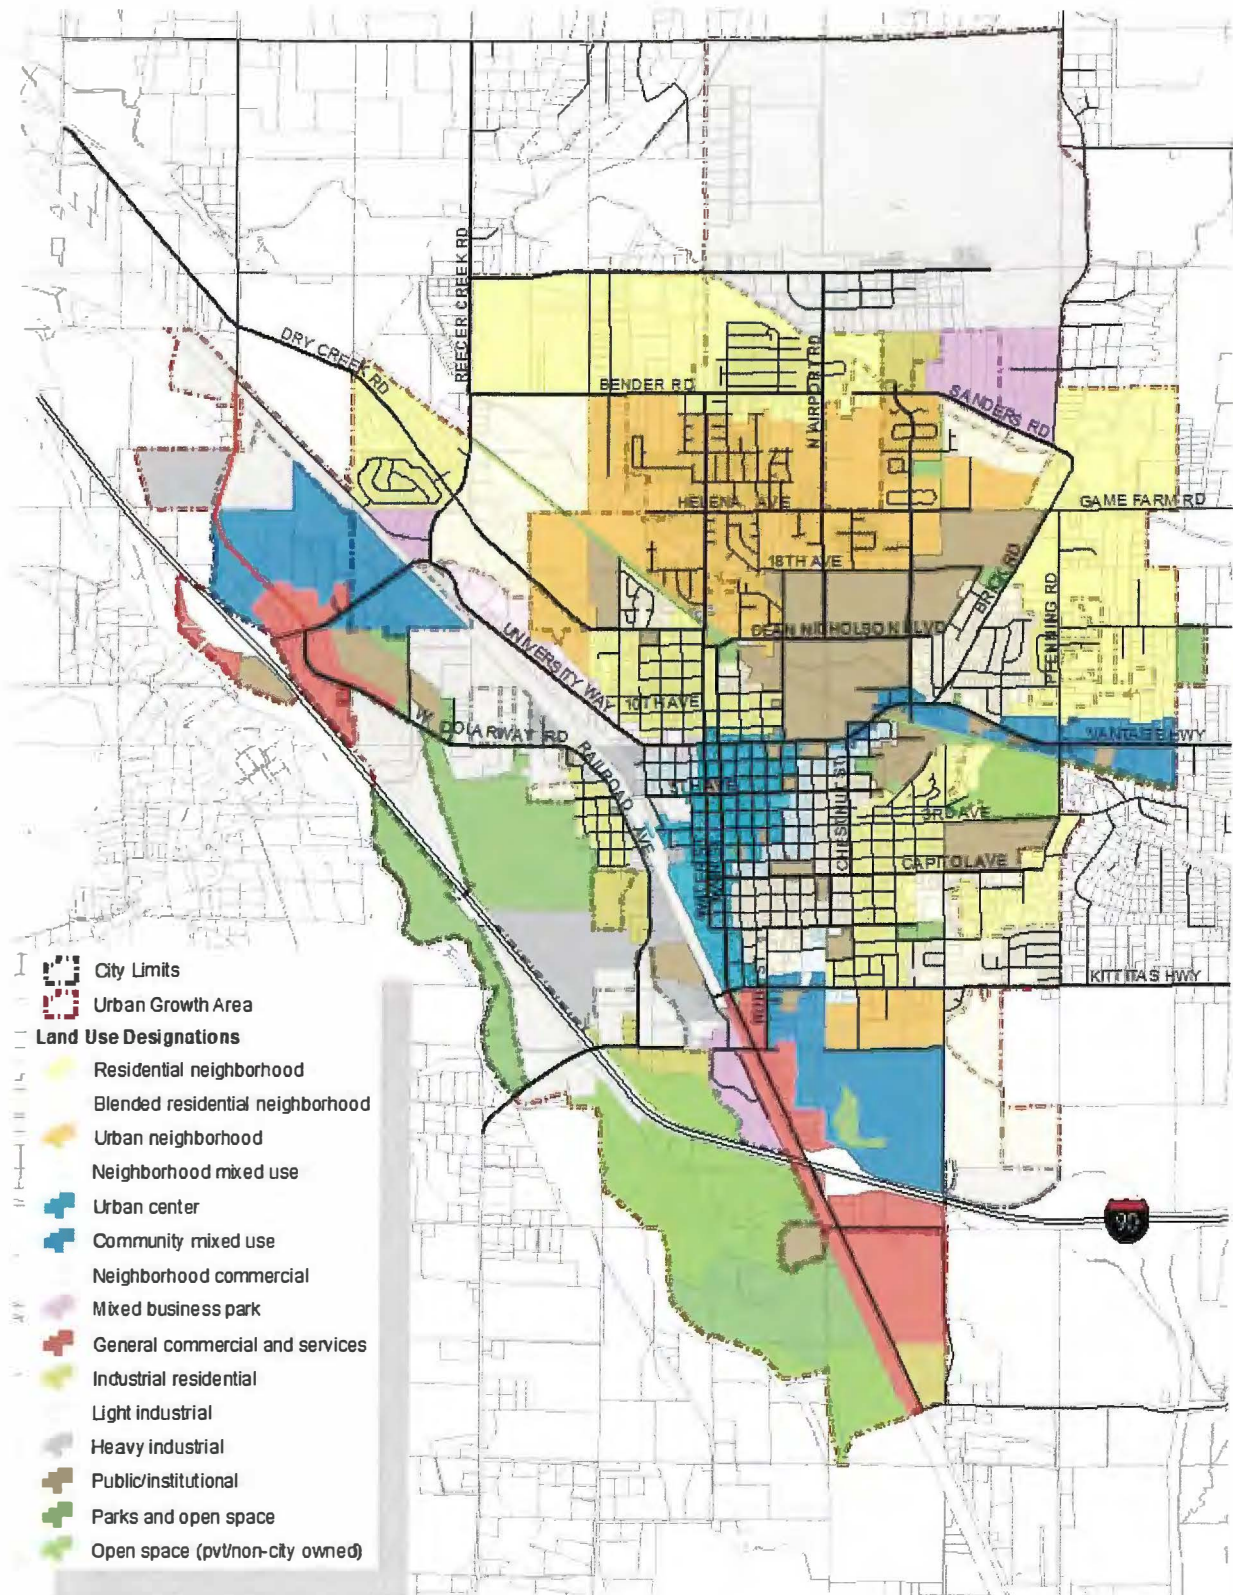 REECER CREEK RD
DRY CREEK RD
BENDER RD
N AIRPORT RD
SANDERS RD
GAME FARM RD
HELENA AVE
18TH AVE
BRICK RD
DEAN NICHOLSON BLVD
PFENNING RD
UNIVERSITY WAY
10TH AVE
W DOLARWAY RD
VANTAGE HWY
RAILROAD AVE
CHESTNUT ST
3RD AVE
CAPITOL AVE
KITTITAS HWY
City Limits
Urban Growth Area
Land Use Designations
Residential neighborhood
Blended residential neighborhood
Urban neighborhood
Neighborhood mixed use
Urban center
Community mixed use
Neighborhood commercial
Mixed business park
General commercial and services
Industrial residential
Light industrial
Heavy industrial
Public/institutional
Parks and open space
Open space (pvt/non-city owned)
90